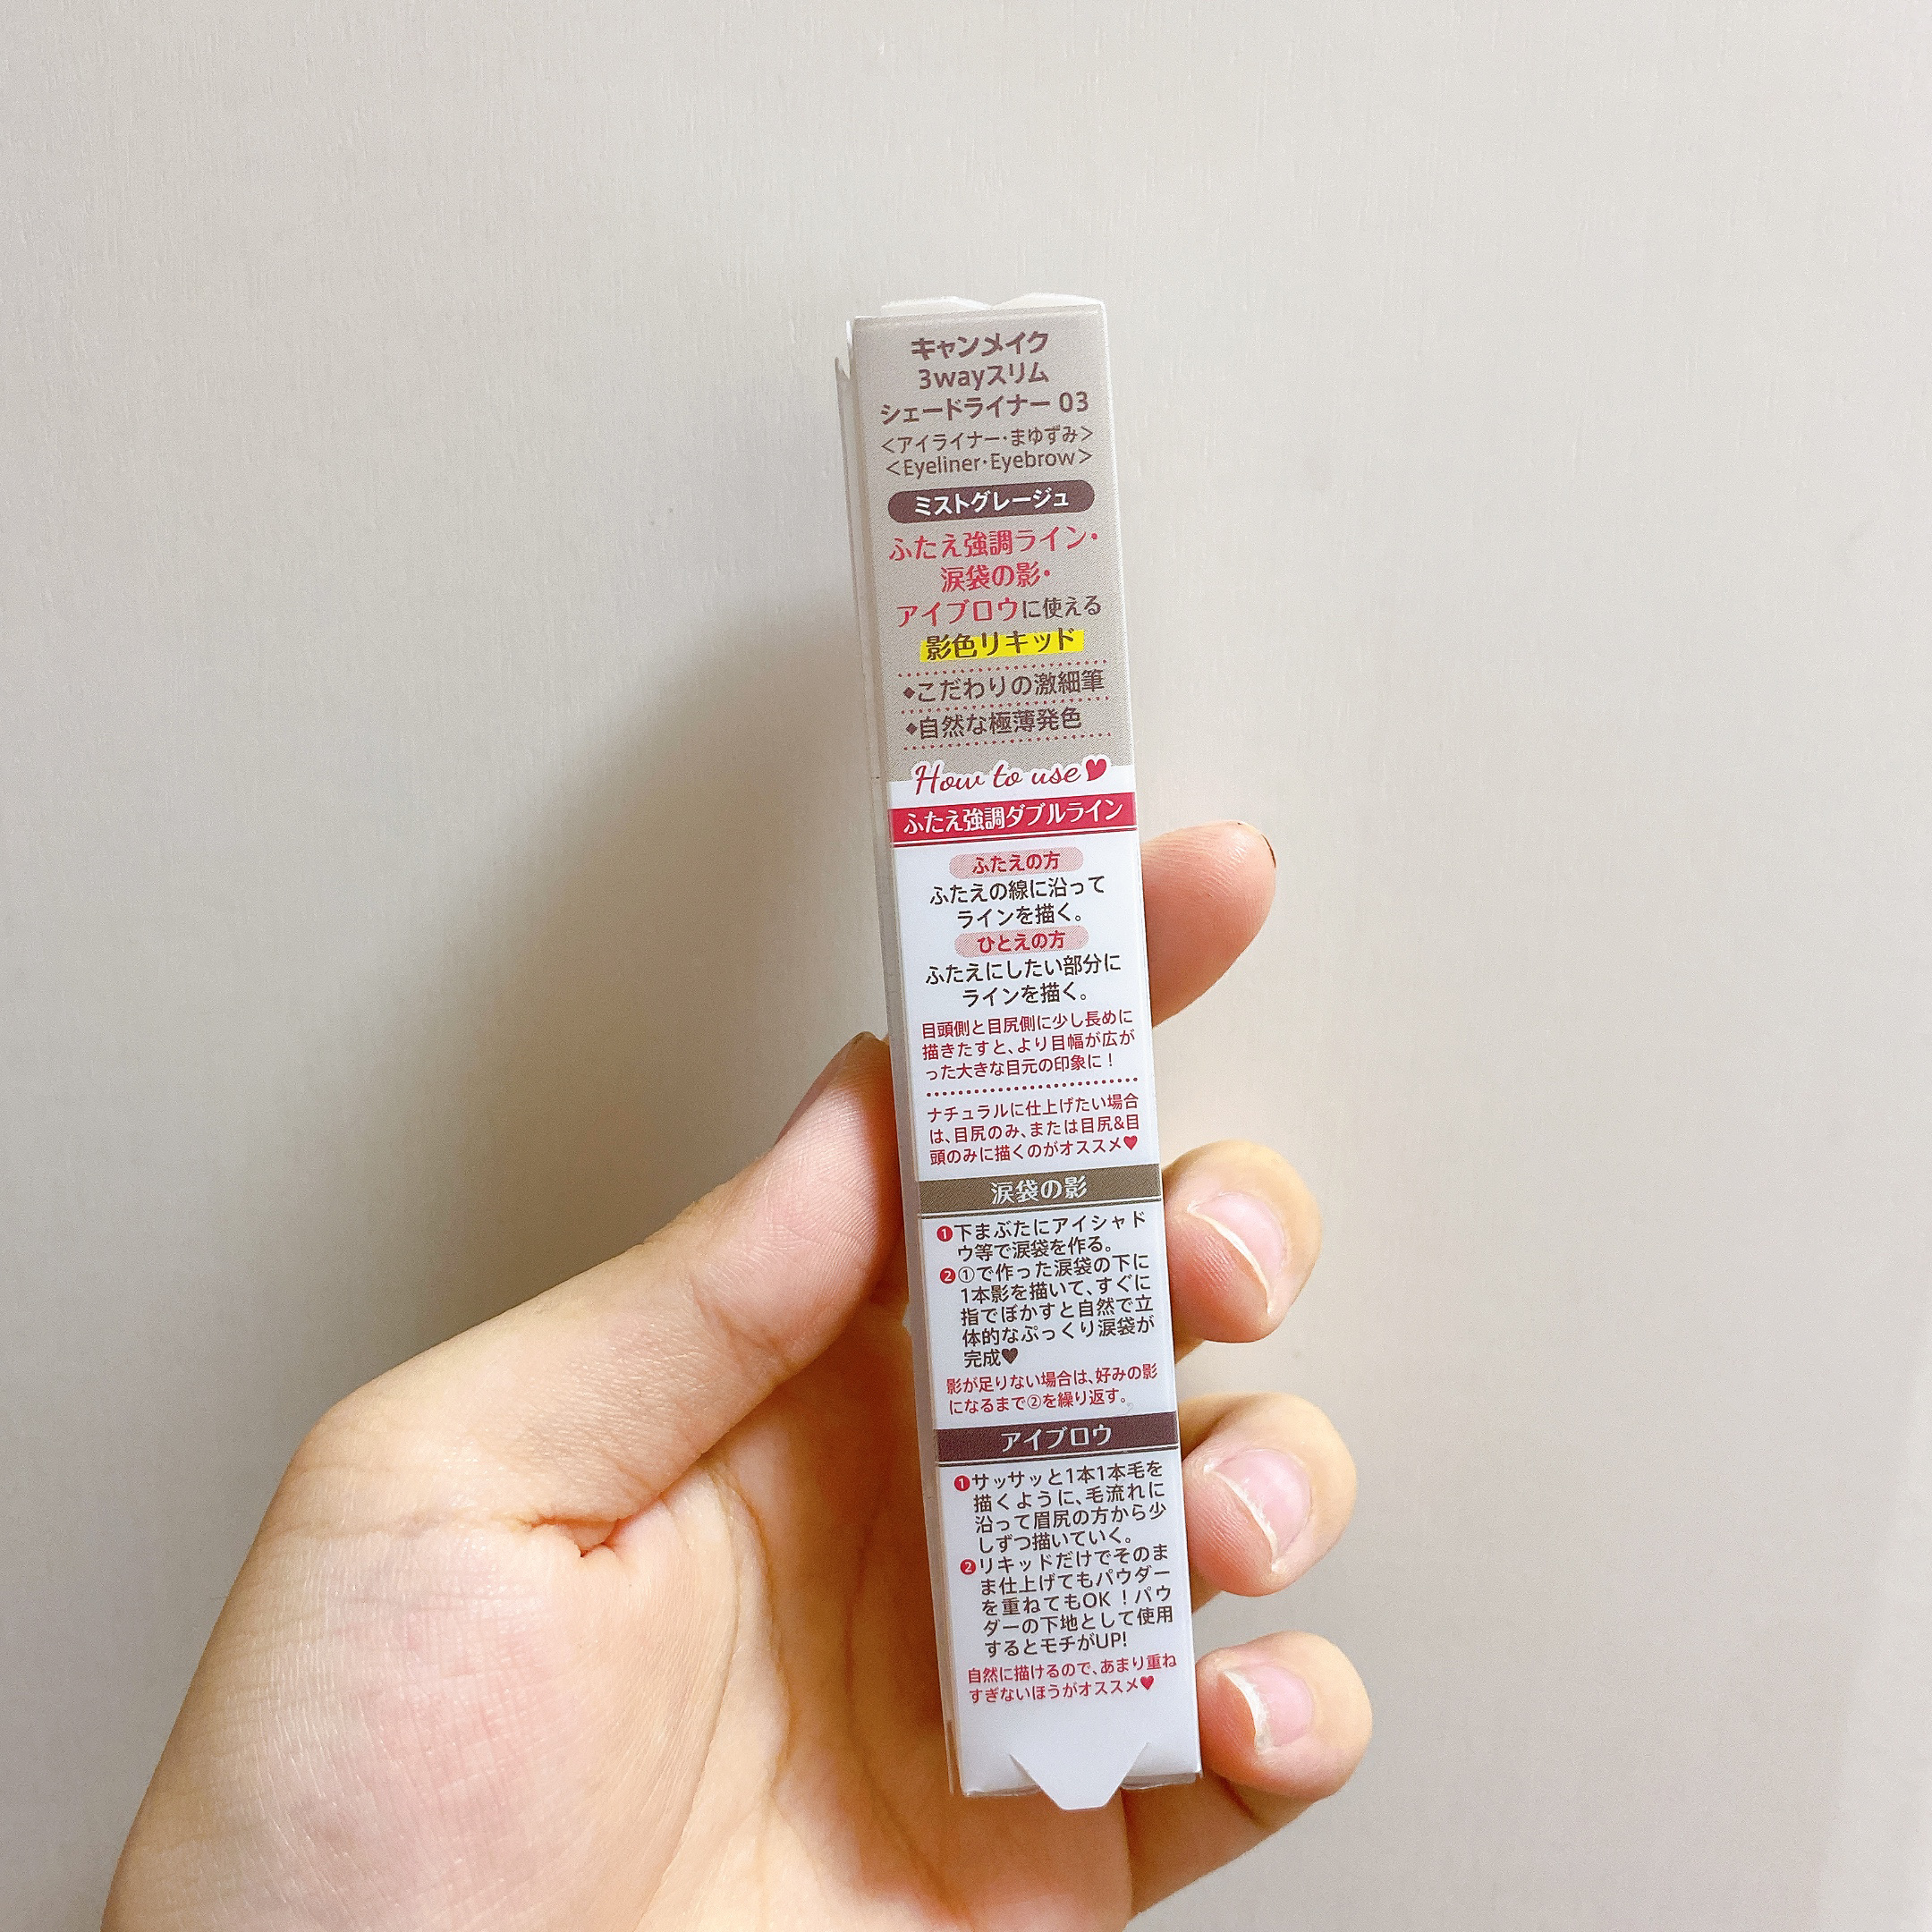 キャンメイク
3wayスリム
シェードライナー 03
<アイライナー・まゆずみ>
<Eyeliner・Eyebrow>
ミストグレージュ
ふたえ強調ライン・
涙袋の影・
アイブロウに使える
影色リキッド
◆こだわりの激細筆
◆自然な極薄発色
How to use♥
ふたえ強調ダブルライン
ふたえの方
ふたえの線に沿って
ラインを描く。
ひとえの方
ふたえにしたい部分に
ラインを描く。
目頭側と目尻側に少し長めに
描きたすと、より目幅が広が
った大きな目元の印象に!
ナチュラルに仕上げたい場合
は、目尻のみ、または目尻&目
頭のみに描くのがオススメ♥
涙袋の影
❶下まぶたにアイシャド
ウ等で涙袋を作る。
❷①で作った涙袋の下に
1本影を描いて、すぐに
指でぼかすと自然で立
体的なぷっくり涙袋が
完成♥
影が足りない場合は、好みの影
になるまで②を繰り返す。
アイブロウ
❶サッサッと1本1本毛を
描くように、毛流れに
沿って眉尻の方から少
しずつ描いていく。
❷リキッドだけでそのま
ま仕上げてもパウダー
を重ねてもOK!パウ
ダーの下地として使用
するとモチがUP!
自然に描けるので、あまり重ね
すぎないほうがオススメ♥